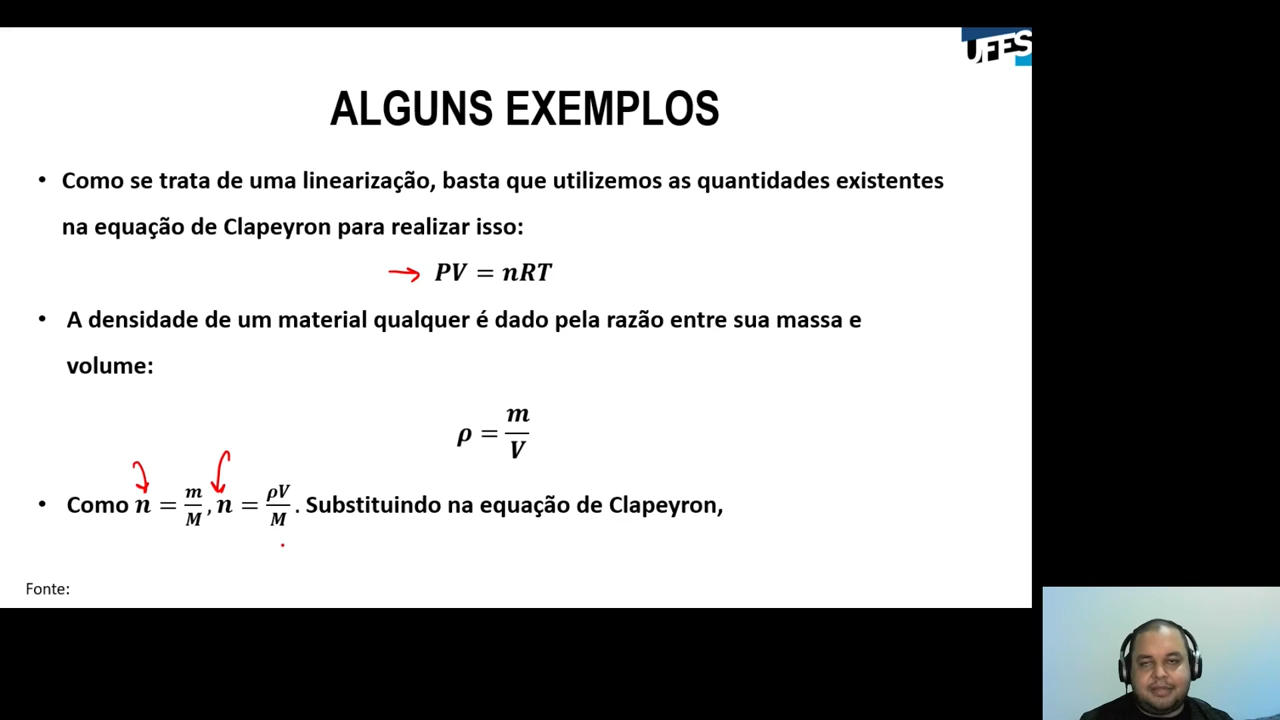 UFES
ALGUNS EXEMPLOS
• Como se trata de uma linearização, basta que utilizemos as quantidades existentes
na equação de Clapeyron para realizar isso:
→ PV = nRT
• A densidade de um material qualquer é dado pela razão entre sua massa e
volume:
ρ = m/V
• Como n = m/M, n = ρV/M. Substituindo na equação de Clapeyron,
Fonte: